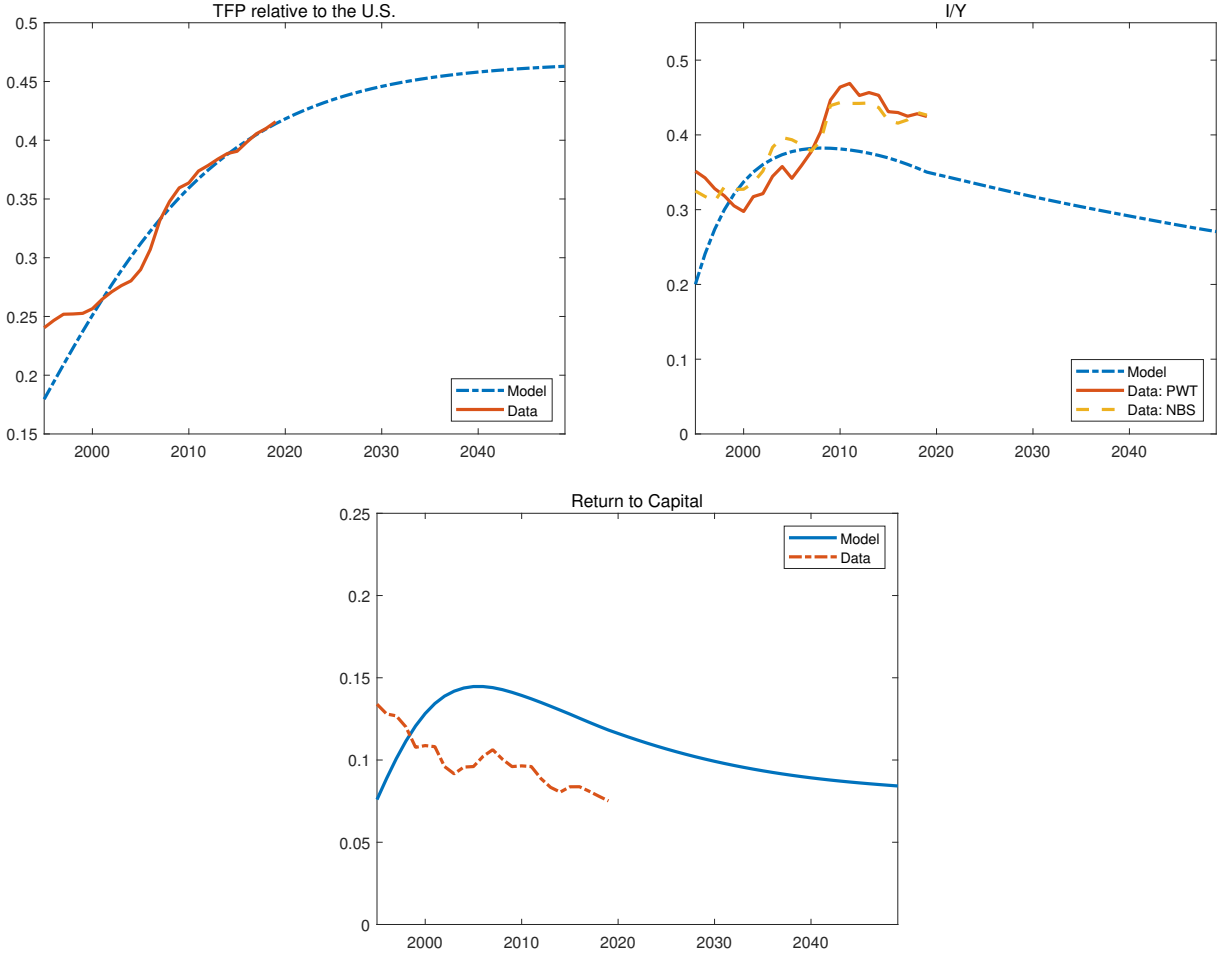 TFP relative to the U.S.
0.5
0.45
0.4
0.35
0.3
0.25
0.2
0.15
2000 2010 2020 2030 2040
Model
Data
I/Y
0.5
0.4
0.3
0.2
0.1
0
2000 2010 2020 2030 2040
Model
Data: PWT
Data: NBS
Return to Capital
0.25
0.2
0.15
0.1
0.05
0
2000 2010 2020 2030 2040
Model
Data